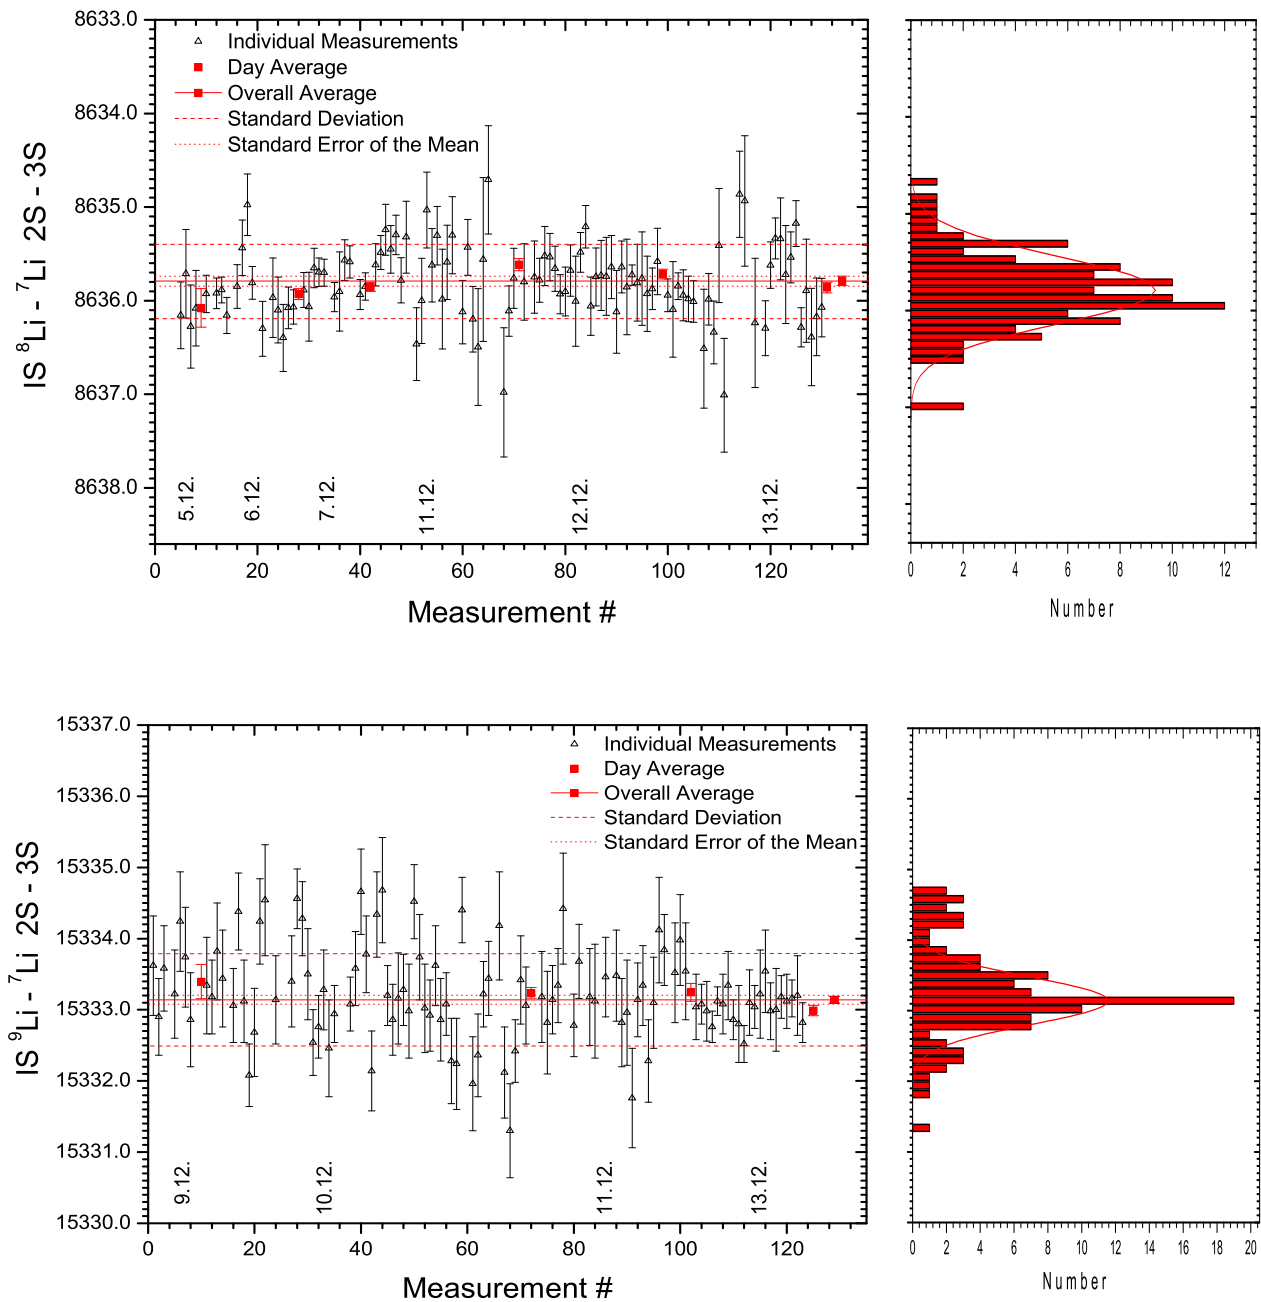 8633.0
8634.0
8635.0
8636.0
8637.0
8638.0
IS ⁸Li - ⁷Li 2S - 3S
Individual Measurements
Day Average
Overall Average
Standard Deviation
Standard Error of the Mean
5.12.
6.12.
7.12.
11.12.
12.12.
13.12.
0 20 40 60 80 100 120
Measurement #
0 2 4 6 8 10 12
Number
15337.0
15336.0
15335.0
15334.0
15333.0
15332.0
15331.0
15330.0
IS ⁹Li - ⁷Li 2S - 3S
Individual Measurements
Day Average
Overall Average
Standard Deviation
Standard Error of the Mean
9.12.
10.12.
11.12.
13.12.
0 20 40 60 80 100 120
Measurement #
0 2 4 6 8 10 12 14 16 18 20
Number